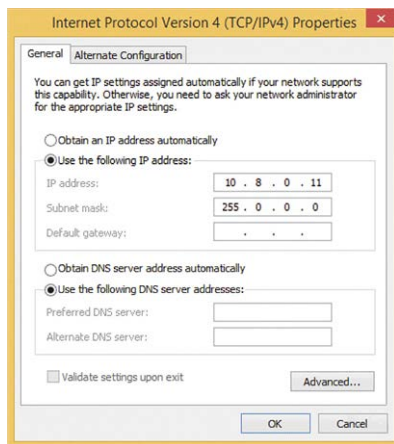 Internet Protocol Version 4 (TCP/IPv4) Properties
General
Alternate Configuration
You can get IP settings assigned automatically if your network supports
this capability. Otherwise, you need to ask your network administrator
for the appropriate IP settings.
Obtain an IP address automatically
Use the following IP address:
IP address: 10 . 8 . 0 . 11
Subnet mask: 255 . 0 . 0 . 0
Default gateway: . . .
Obtain DNS server address automatically
Use the following DNS server addresses:
Preferred DNS server:
Alternate DNS server:
Validate settings upon exit
Advanced...
OK
Cancel